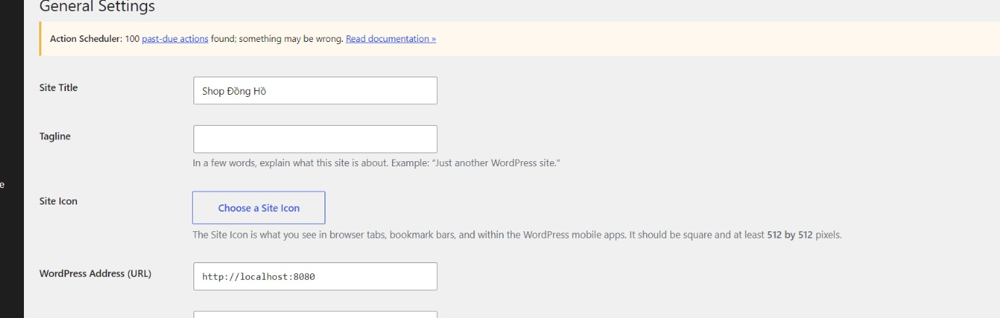 General Settings
Action Scheduler: 100 past-due actions found; something may be wrong. Read documentation »
Site Title
Shop Đồng Hồ
Tagline
In a few words, explain what this site is about. Example: “Just another WordPress site.”
Site Icon
Choose a Site Icon
The Site Icon is what you see in browser tabs, bookmark bars, and within the WordPress mobile apps. It should be square and at least 512 by 512 pixels.
WordPress Address (URL)
http://localhost:8080